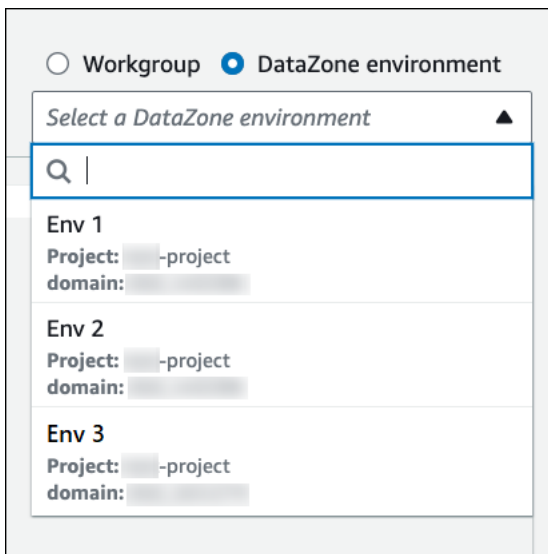 Workgroup DataZone environment
Select a DataZone environment
Env 1
Project: -project
domain:
Env 2
Project: -project
domain:
Env 3
Project: -project
domain: